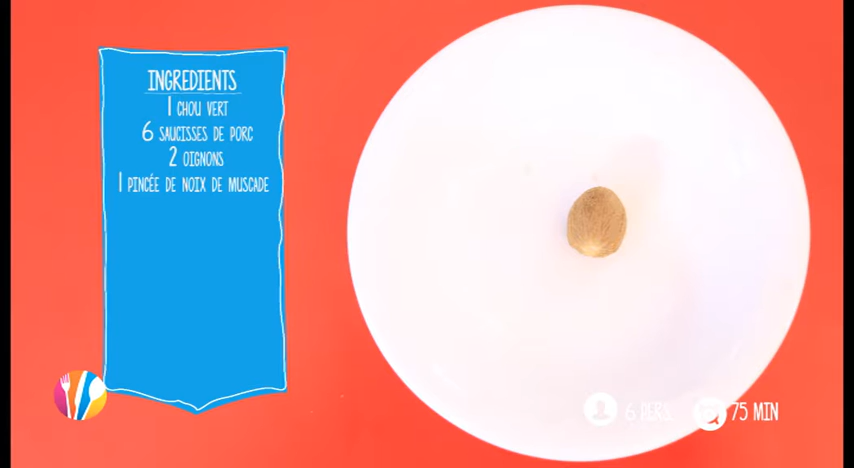 INGREDIENTS
1 CHOU VERT
6 SAUCISSES DE PORC
2 OIGNONS
1 PINCÉE DE NOIX DE MUSCADE
6 PERS. 75 MIN